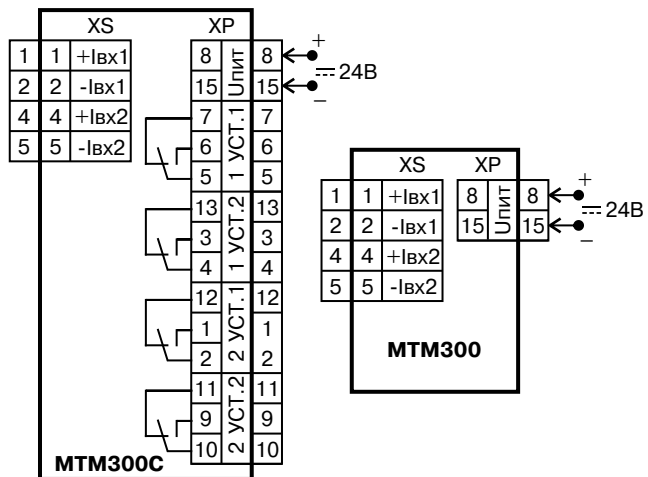 XS XP
1 1 +Iвх1
2 2 -Iвх1
4 4 +Iвх2
5 5 -Iвх2
8 Uпит 8 +
15 15 −
24В
7 1 УСТ.1 7
6 6
5 5
13 1 УСТ.2 13
3 3
4 4
12 2 УСТ.1 12
1 1
2 2
11 2 УСТ.2 11
9 9
10 10
МТМ300С
XS XP
1 1 +Iвх1
2 2 -Iвх1
4 4 +Iвх2
5 5 -Iвх2
8 Uпит 8 +
15 15 −
24В
МТМ300